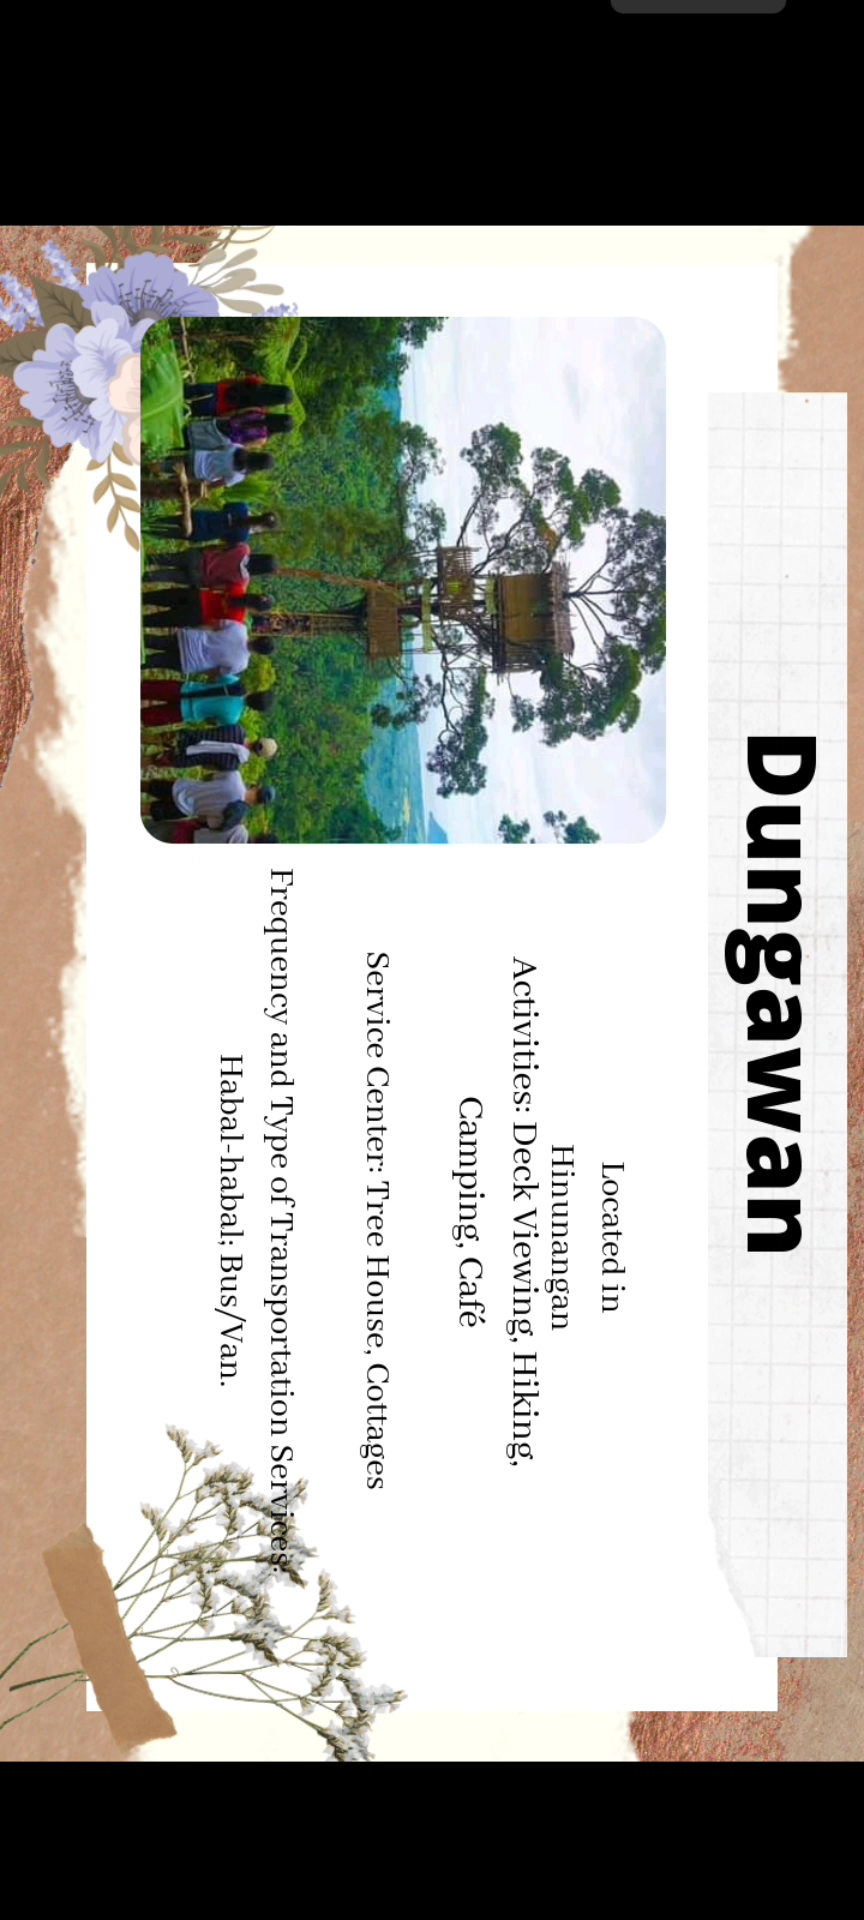 Dungawan
Located in
Hinunangan
Activities: Deck Viewing, Hiking,
Camping, Café
Service Center: Tree House, Cottages
Frequency and Type of Transportation Services:
Habal-habal; Bus/Van.